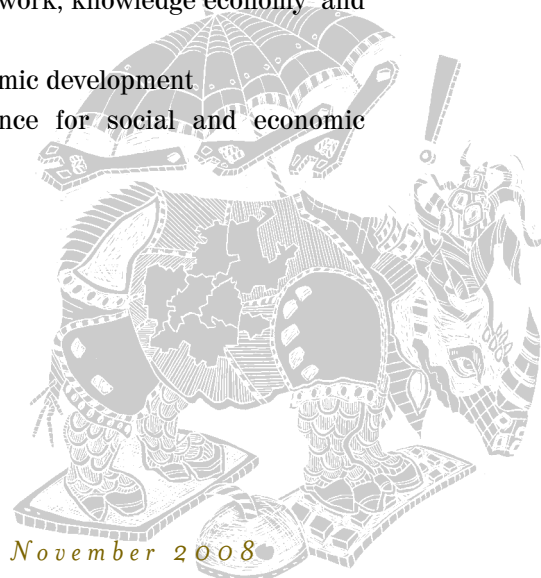 work, knowledge economy and
mic development
nce for social and economic
November 2008